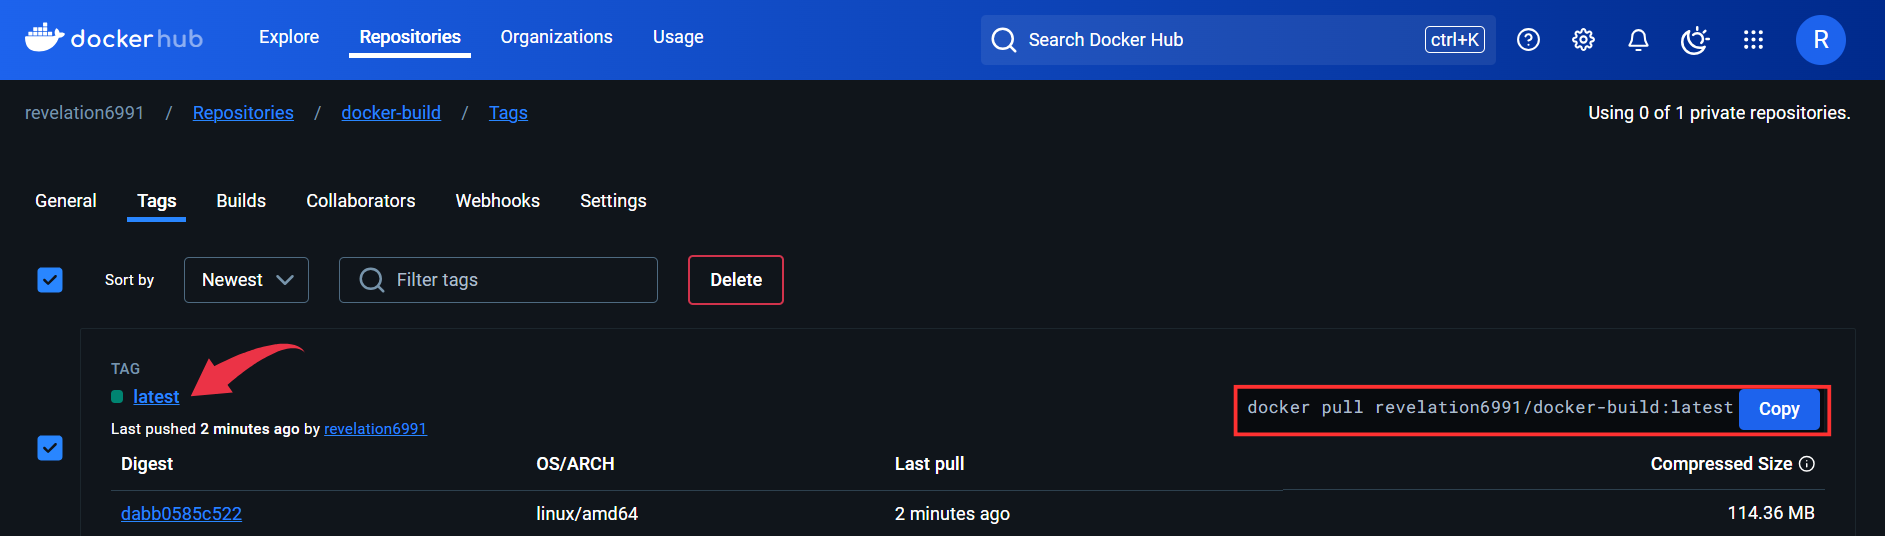 dockerhub Explore Repositories Organizations Usage Search Docker Hub ctrl+K R
revelation6991 / Repositories / docker-build / Tags Using 0 of 1 private repositories.
General Tags Builds Collaborators Webhooks Settings
Sort by Newest Filter tags Delete
TAG
latest
docker pull revelation6991/docker-build:latest Copy
Last pushed 2 minutes ago by revelation6991
Digest OS/ARCH Last pull Compressed Size
dabb0585c522 linux/amd64 2 minutes ago 114.36 MB